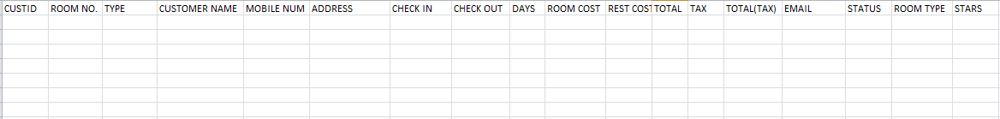 CUSTID ROOM NO. TYPE CUSTOMER NAME MOBILE NUM ADDRESS CHECK IN CHECK OUT DAYS ROOM COST REST COST TOTAL TAX TOTAL(TAX) EMAIL STATUS ROOM TYPE STARS